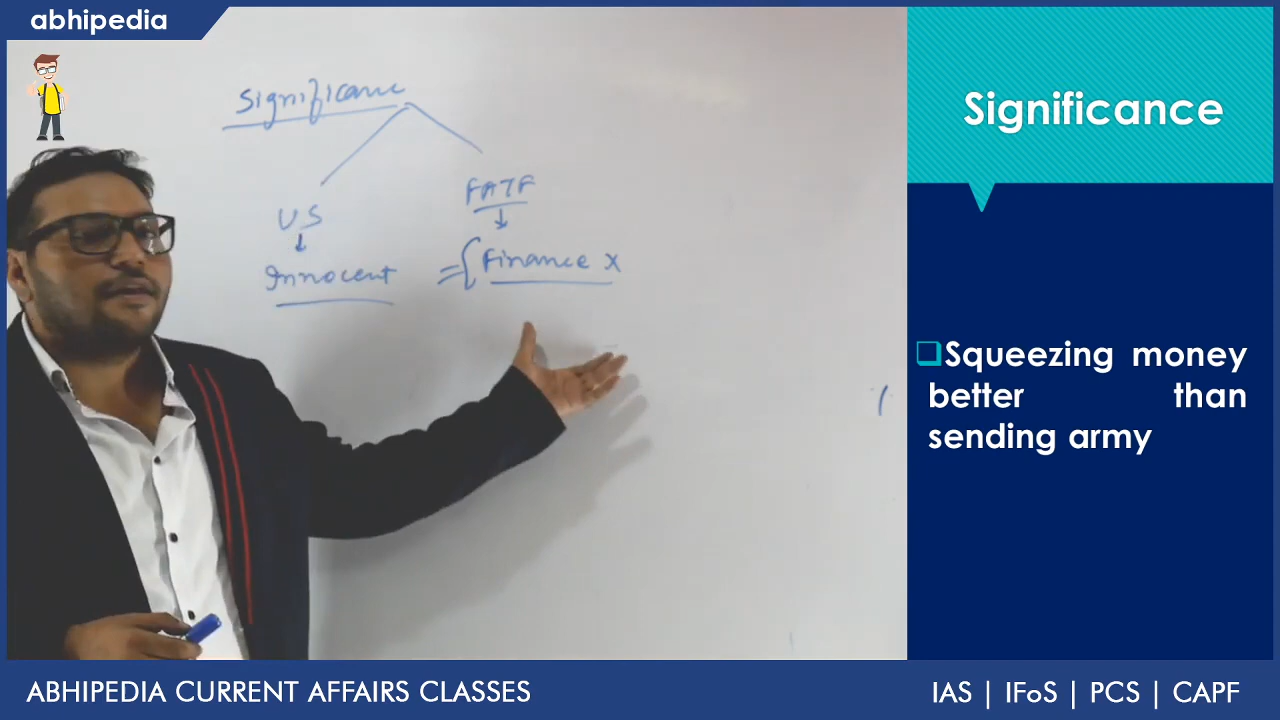 abhipedia
Significance
US
FATF
Innocent
= { Finance x
Significance
❑Squeezing money
better than
sending army
ABHIPEDIA CURRENT AFFAIRS CLASSES
IAS | IFoS | PCS | CAPF